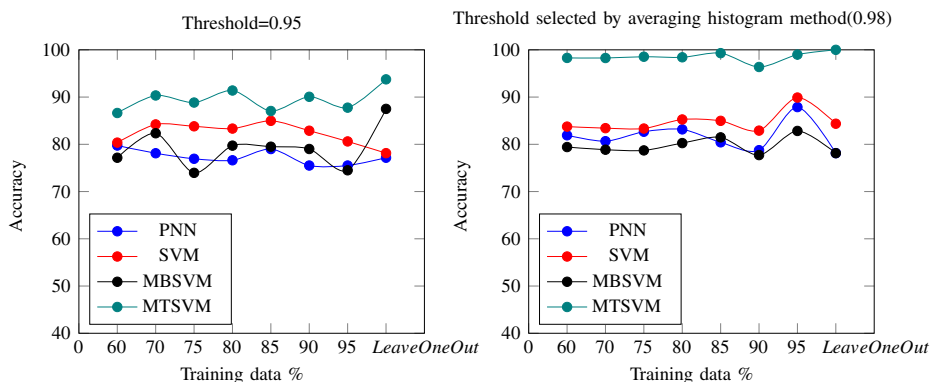 Threshold=0.95
100
90
80
70
60
50
40
Accuracy
PNN
SVM
MBSVM
MTSVM
0 60 70 75 80 85 90 95 LeaveOneOut
Training data %
Threshold selected by averaging histogram method(0.98)
100
90
80
70
60
50
40
Accuracy
PNN
SVM
MBSVM
MTSVM
0 60 70 75 80 85 90 95 LeaveOneOut
Training data %